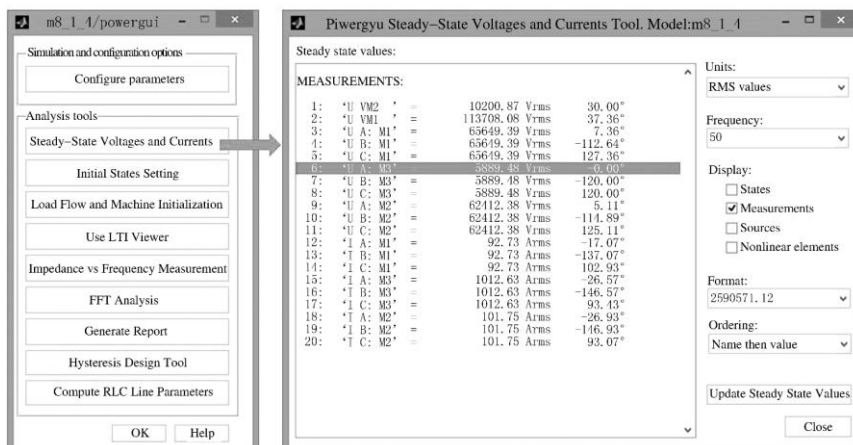 m8_1_4/powergui
Simulation and configuration options
Configure parameters
Analysis tools
Steady-State Voltages and Currents
Initial States Setting
Load Flow and Machine Initialization
Use LTI Viewer
Impedance vs Frequency Measurement
FFT Analysis
Generate Report
Hysteresis Design Tool
Compute RLC Line Parameters
OK
Help
Piwergyu Steady-State Voltages and Currents Tool. Model:m8_1_4
Steady state values:
MEASUREMENTS:
1: ‘U VM2 ’ = 10200.87 Vrms 30.00°
2: ‘U VM1 ’ = 113708.08 Vrms 37.36°
3: ‘U A: M1’ = 65649.39 Vrms 7.36°
4: ‘U B: M1’ = 65649.39 Vrms -112.64°
5: ‘U C: M1’ = 65649.39 Vrms 127.36°
6: ‘U A: M3’ = 5889.48 Vrms -0.00°
7: ‘U B: M3’ = 5889.48 Vrms -120.00°
8: ‘U C: M3’ = 5889.48 Vrms 120.00°
9: ‘U A: M2’ = 62412.38 Vrms 5.11°
10: ‘U B: M2’ = 62412.38 Vrms -114.89°
11: ‘U C: M2’ = 62412.38 Vrms 125.11°
12: ‘I A: M1’ = 92.73 Arms -17.07°
13: ‘I B: M1’ = 92.73 Arms -137.07°
14: ‘I C: M1’ = 92.73 Arms 102.93°
15: ‘I A: M3’ = 1012.63 Arms -26.57°
16: ‘I B: M3’ = 1012.63 Arms -146.57°
17: ‘I C: M3’ = 1012.63 Arms 93.43°
18: ‘I A: M2’ = 101.75 Arms -26.93°
19: ‘I B: M2’ = 101.75 Arms -146.93°
20: ‘I C: M2’ = 101.75 Arms 93.07°
Units:
RMS values
Frequency:
50
Display:
States
Measurements
Sources
Nonlinear elements
Format:
2590571.12
Ordering:
Name then value
Update Steady State Values
Close